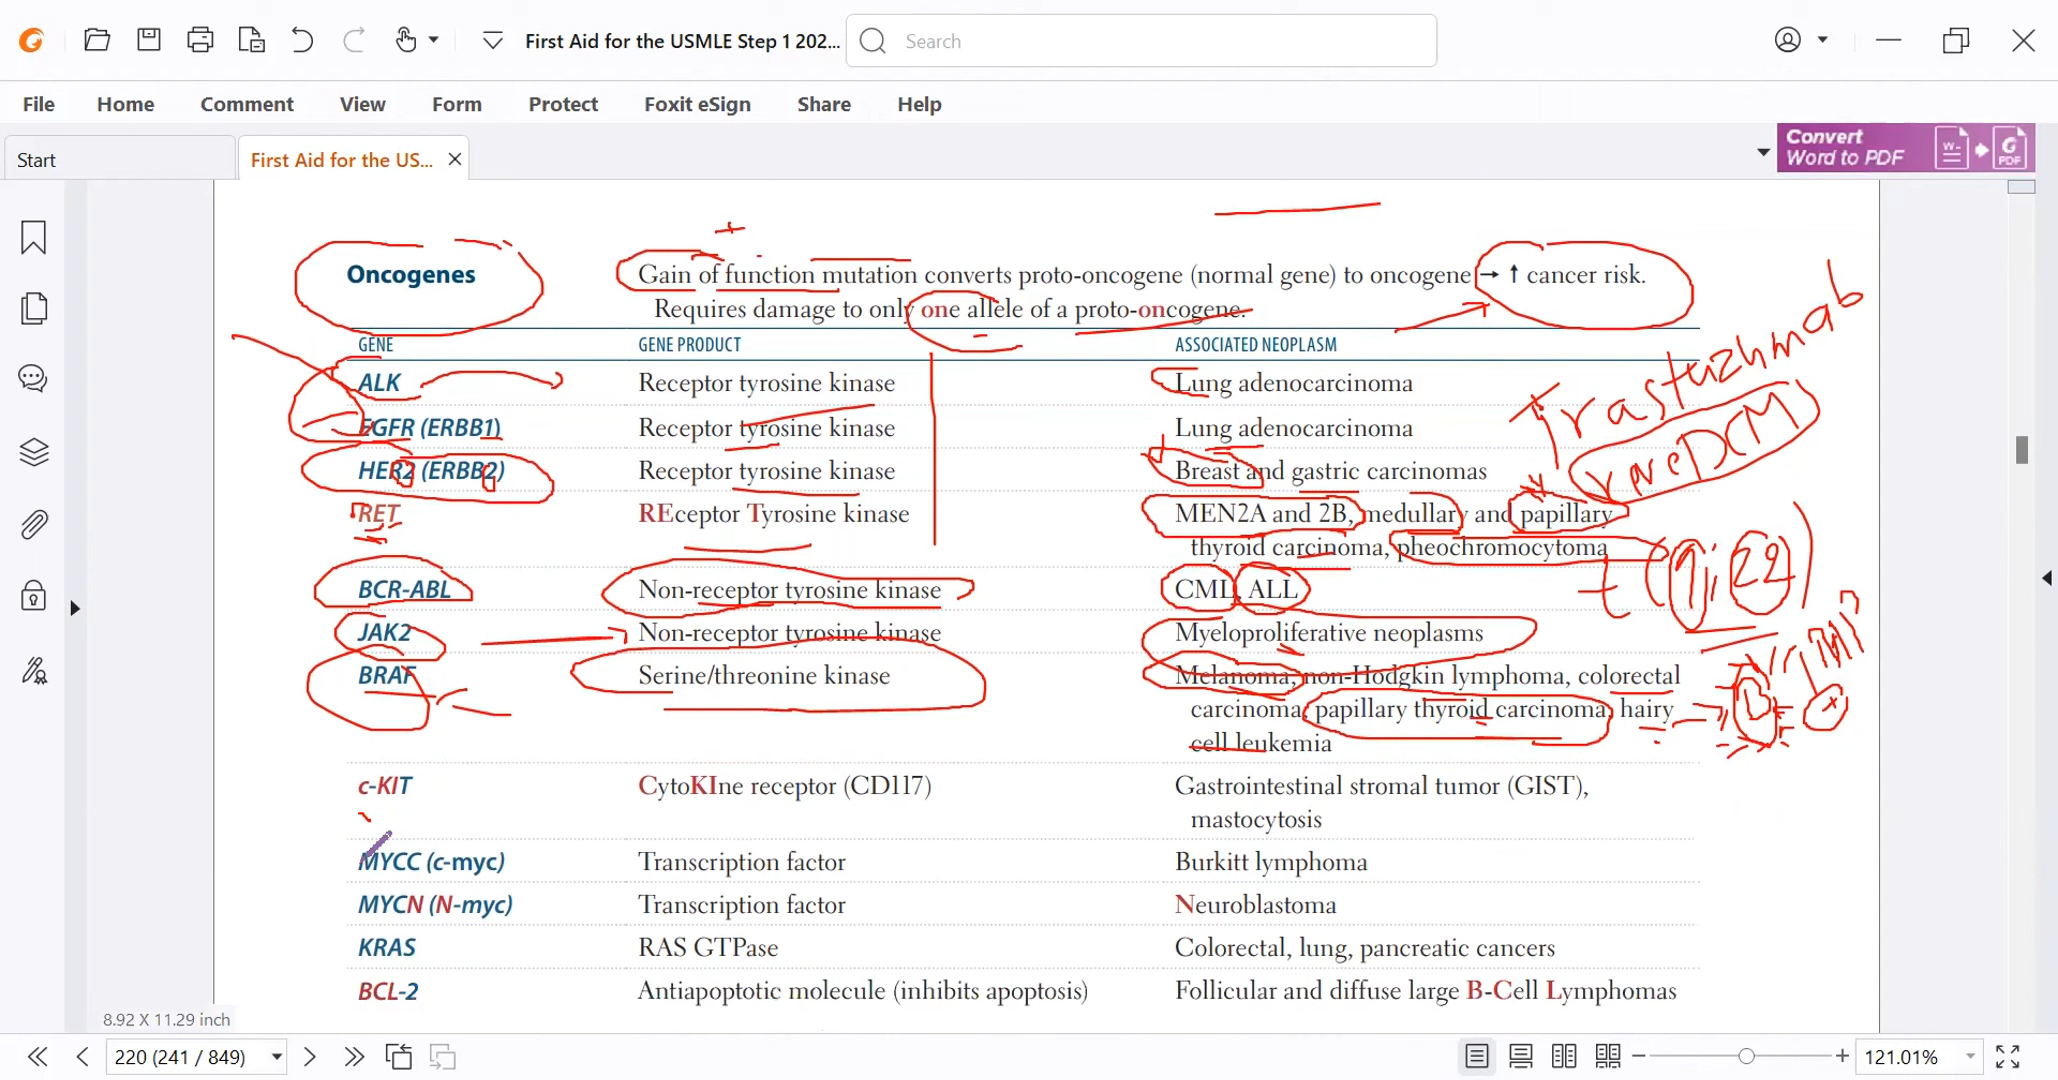 First Aid for the USMLE Step 1 202...
Search
File Home Comment View Form Protect Foxit eSign Share Help
Start
First Aid for the US...
Convert
Word to PDF
Oncogenes
Gain of function mutation converts proto-oncogene (normal gene) to oncogene → ↑ cancer risk.
Requires damage to only one allele of a proto-oncogene.
GENE GENE PRODUCT ASSOCIATED NEOPLASM
ALK Receptor tyrosine kinase Lung adenocarcinoma
EGFR (ERBB1) Receptor tyrosine kinase Lung adenocarcinoma
HER2 (ERBB2) Receptor tyrosine kinase Breast and gastric carcinomas
RET REceptor Tyrosine kinase MEN2A and 2B, medullary and papillary
thyroid carcinoma, pheochromocytoma
BCR-ABL Non-receptor tyrosine kinase CML, ALL
JAK2 Non-receptor tyrosine kinase Myeloproliferative neoplasms
BRAF Serine/threonine kinase Melanoma, non-Hodgkin lymphoma, colorectal
carcinoma, papillary thyroid carcinoma, hairy
cell leukemia
c-KIT CytoKIne receptor (CD117) Gastrointestinal stromal tumor (GIST),
mastocytosis
MYCC (c-myc) Transcription factor Burkitt lymphoma
MYCN (N-myc) Transcription factor Neuroblastoma
KRAS RAS GTPase Colorectal, lung, pancreatic cancers
BCL-2 Antiapoptotic molecule (inhibits apoptosis) Follicular and diffuse large B-Cell Lymphomas
Trastuzumab
t(9;22)
8.92 X 11.29 inch
220 (241 / 849)
121.01%